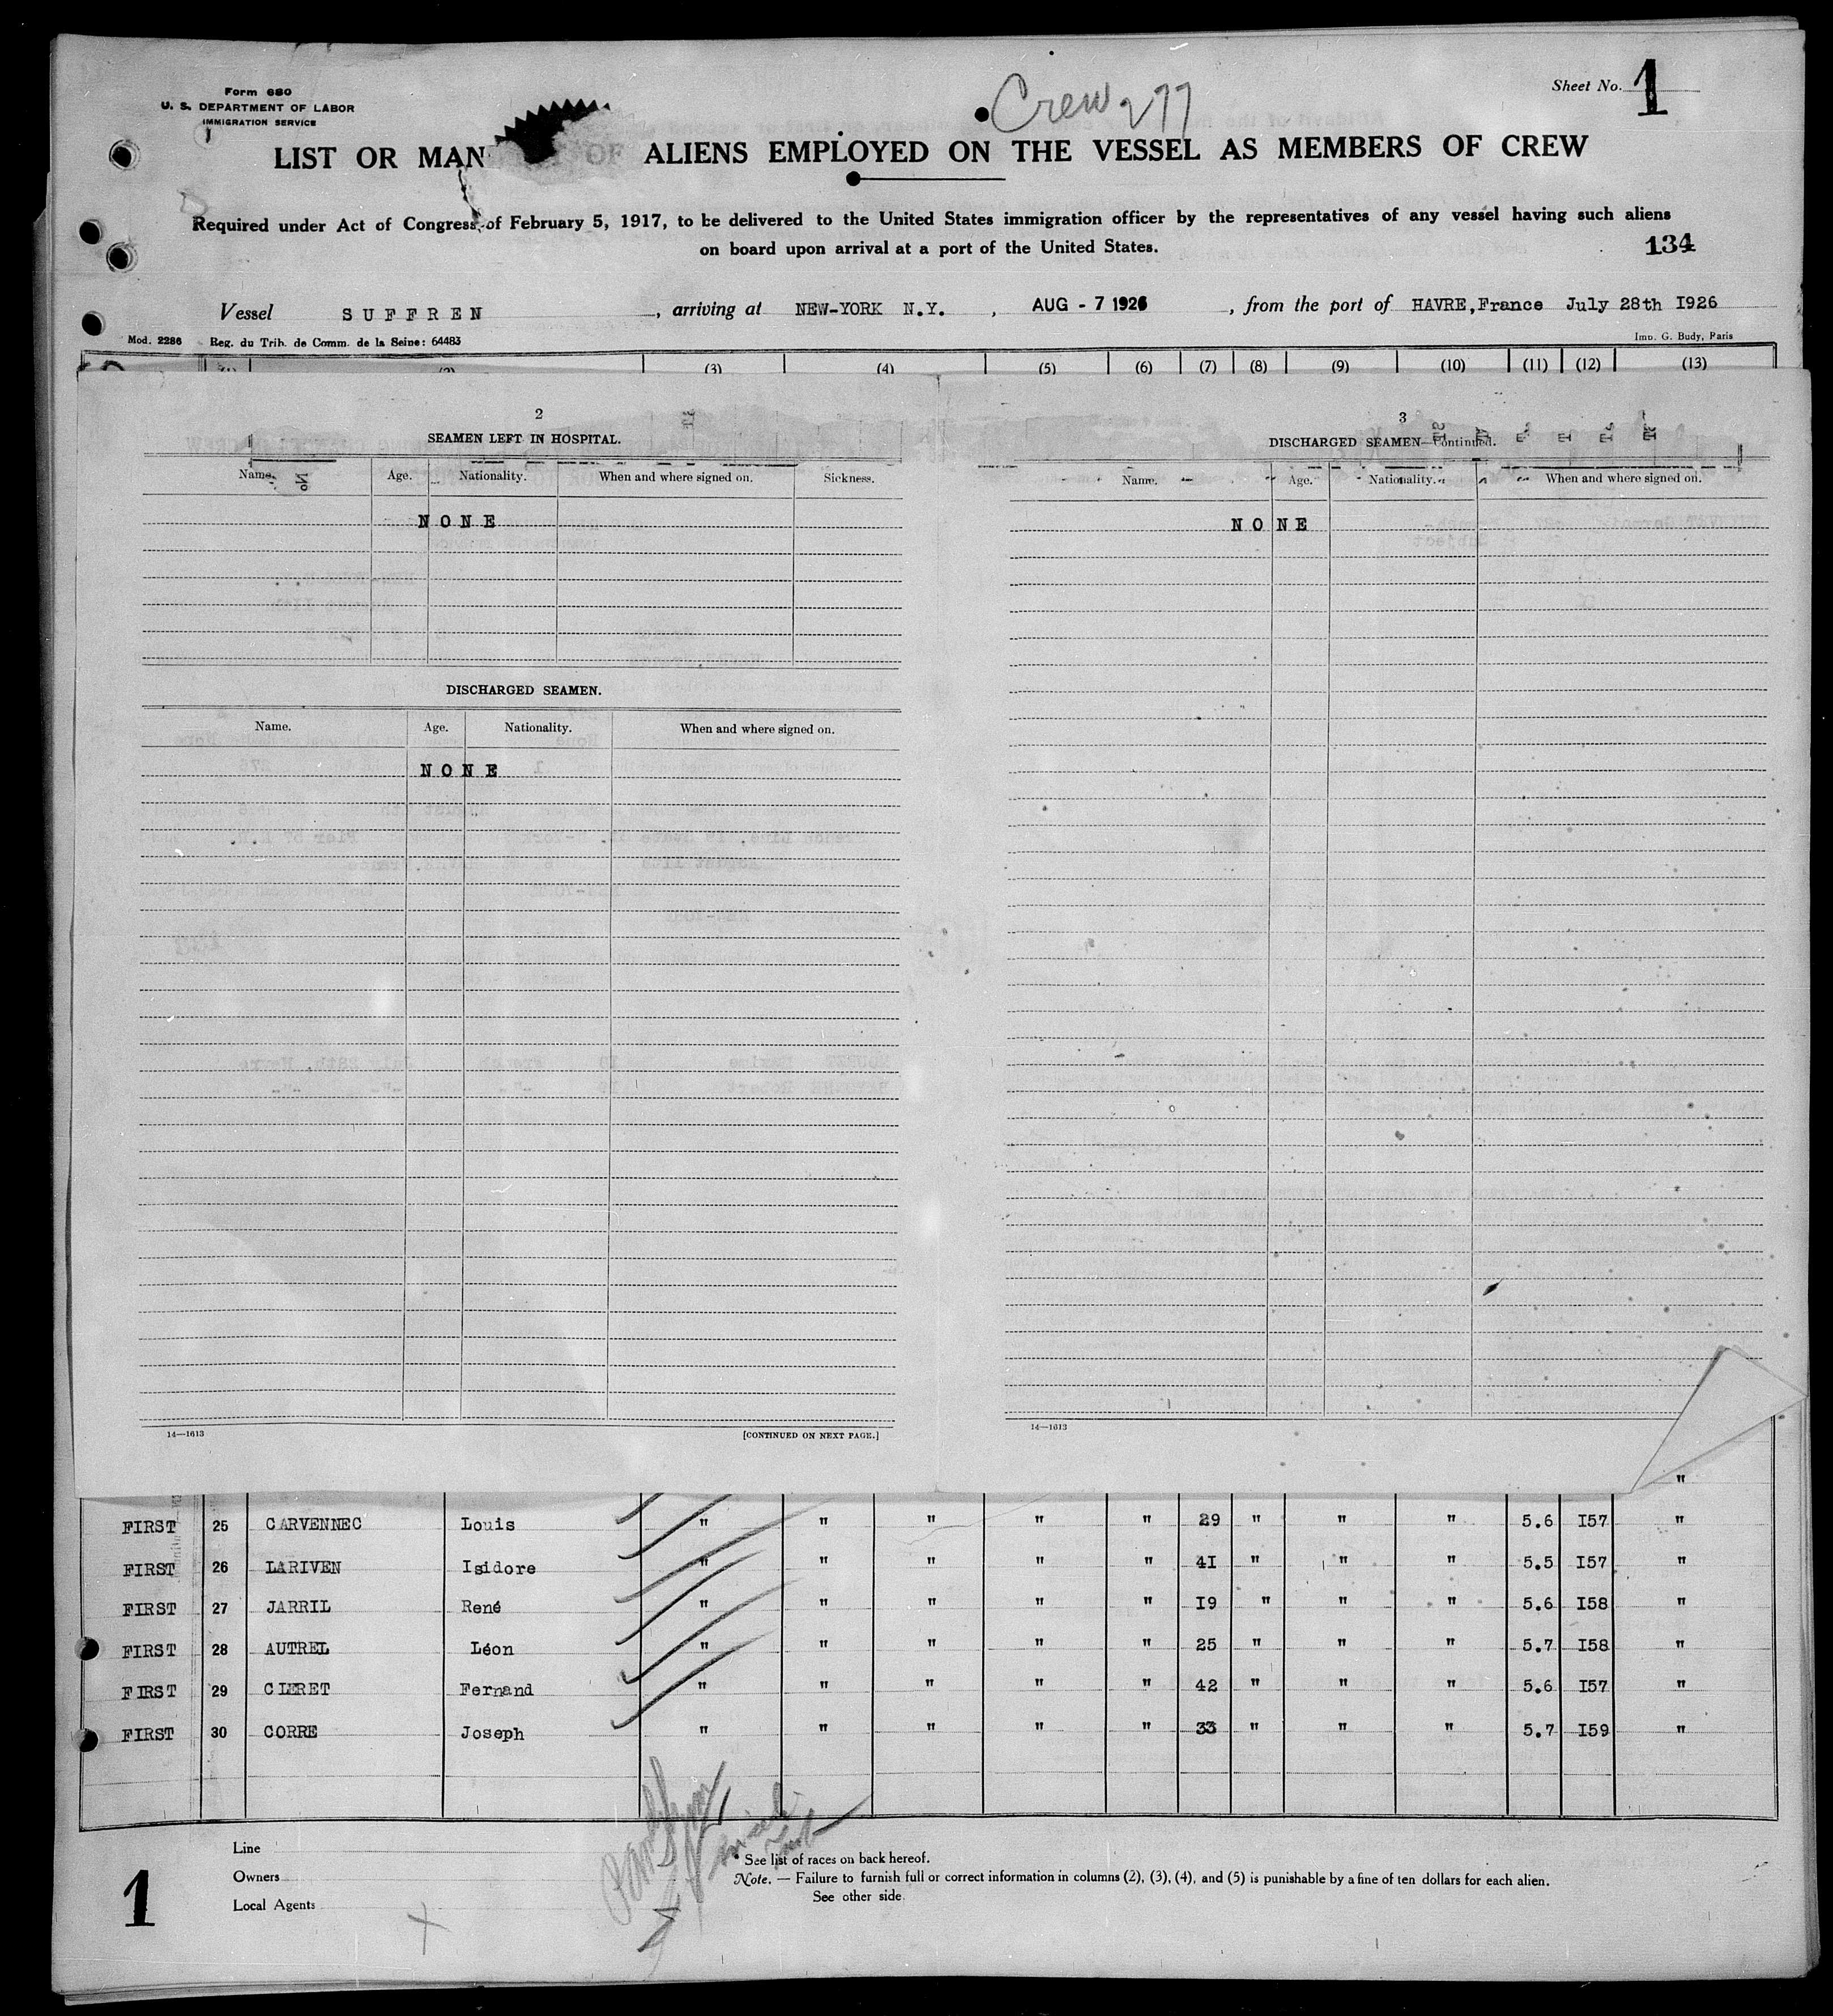 Form 680
U. S. DEPARTMENT OF LABOR
IMMIGRATION SERVICE
Crew 277
Sheet No. 1
LIST OR MAN OF ALIENS EMPLOYED ON THE VESSEL AS MEMBERS OF CREW
Required under Act of Congress of February 5, 1917, to be delivered to the United States immigration officer by the representatives of any vessel having such aliens
on board upon arrival at a port of the United States.
134
Vessel SUFFREN, arriving at NEW-YORK N.Y., AUG - 7 1926, from the port of HAVRE, France July 28th I926
Mod. 2286 Reg. du Trib. de Comm. de la Seine: 64483
Imp. G. Budy, Paris
(3) (4) (5) (6) (7) (8) (9) (10) (11) (12) (13)
2
SEAMEN LEFT IN HOSPITAL.
Name. Age. Nationality. When and where signed on. Sickness.
NONE
DISCHARGED SEAMEN.
Name. Age. Nationality. When and where signed on.
NONE
14—1613
[CONTINUED ON NEXT PAGE.]
3
DISCHARGED SEAMEN—Continued.
Name. Age. Nationality. When and where signed on.
NONE
14—1613
"
FIRST 25 CARVENNEC Louis " " " " " 29 " " " 5.6 I57 "
FIRST 26 LARIVEN Isidore " " " " " 4I " " " 5.5 I57 "
FIRST 27 JARRIL René " " " " " I9 " " " 5.6 I58 "
FIRST 28 AUTREL Léon " " " " " 25 " " " 5.7 I58 "
FIRST 29 CLERET Fernand " " " " " 42 " " " 5.6 I57 "
FIRST 30 CORRE Joseph " " " " " 33 " " " 5.7 I59 "
Line
Owners
Local Agents
1
* See list of races on back hereof.
Note. — Failure to furnish full or correct information in columns (2), (3), (4), and (5) is punishable by a fine of ten dollars for each alien.
See other side.